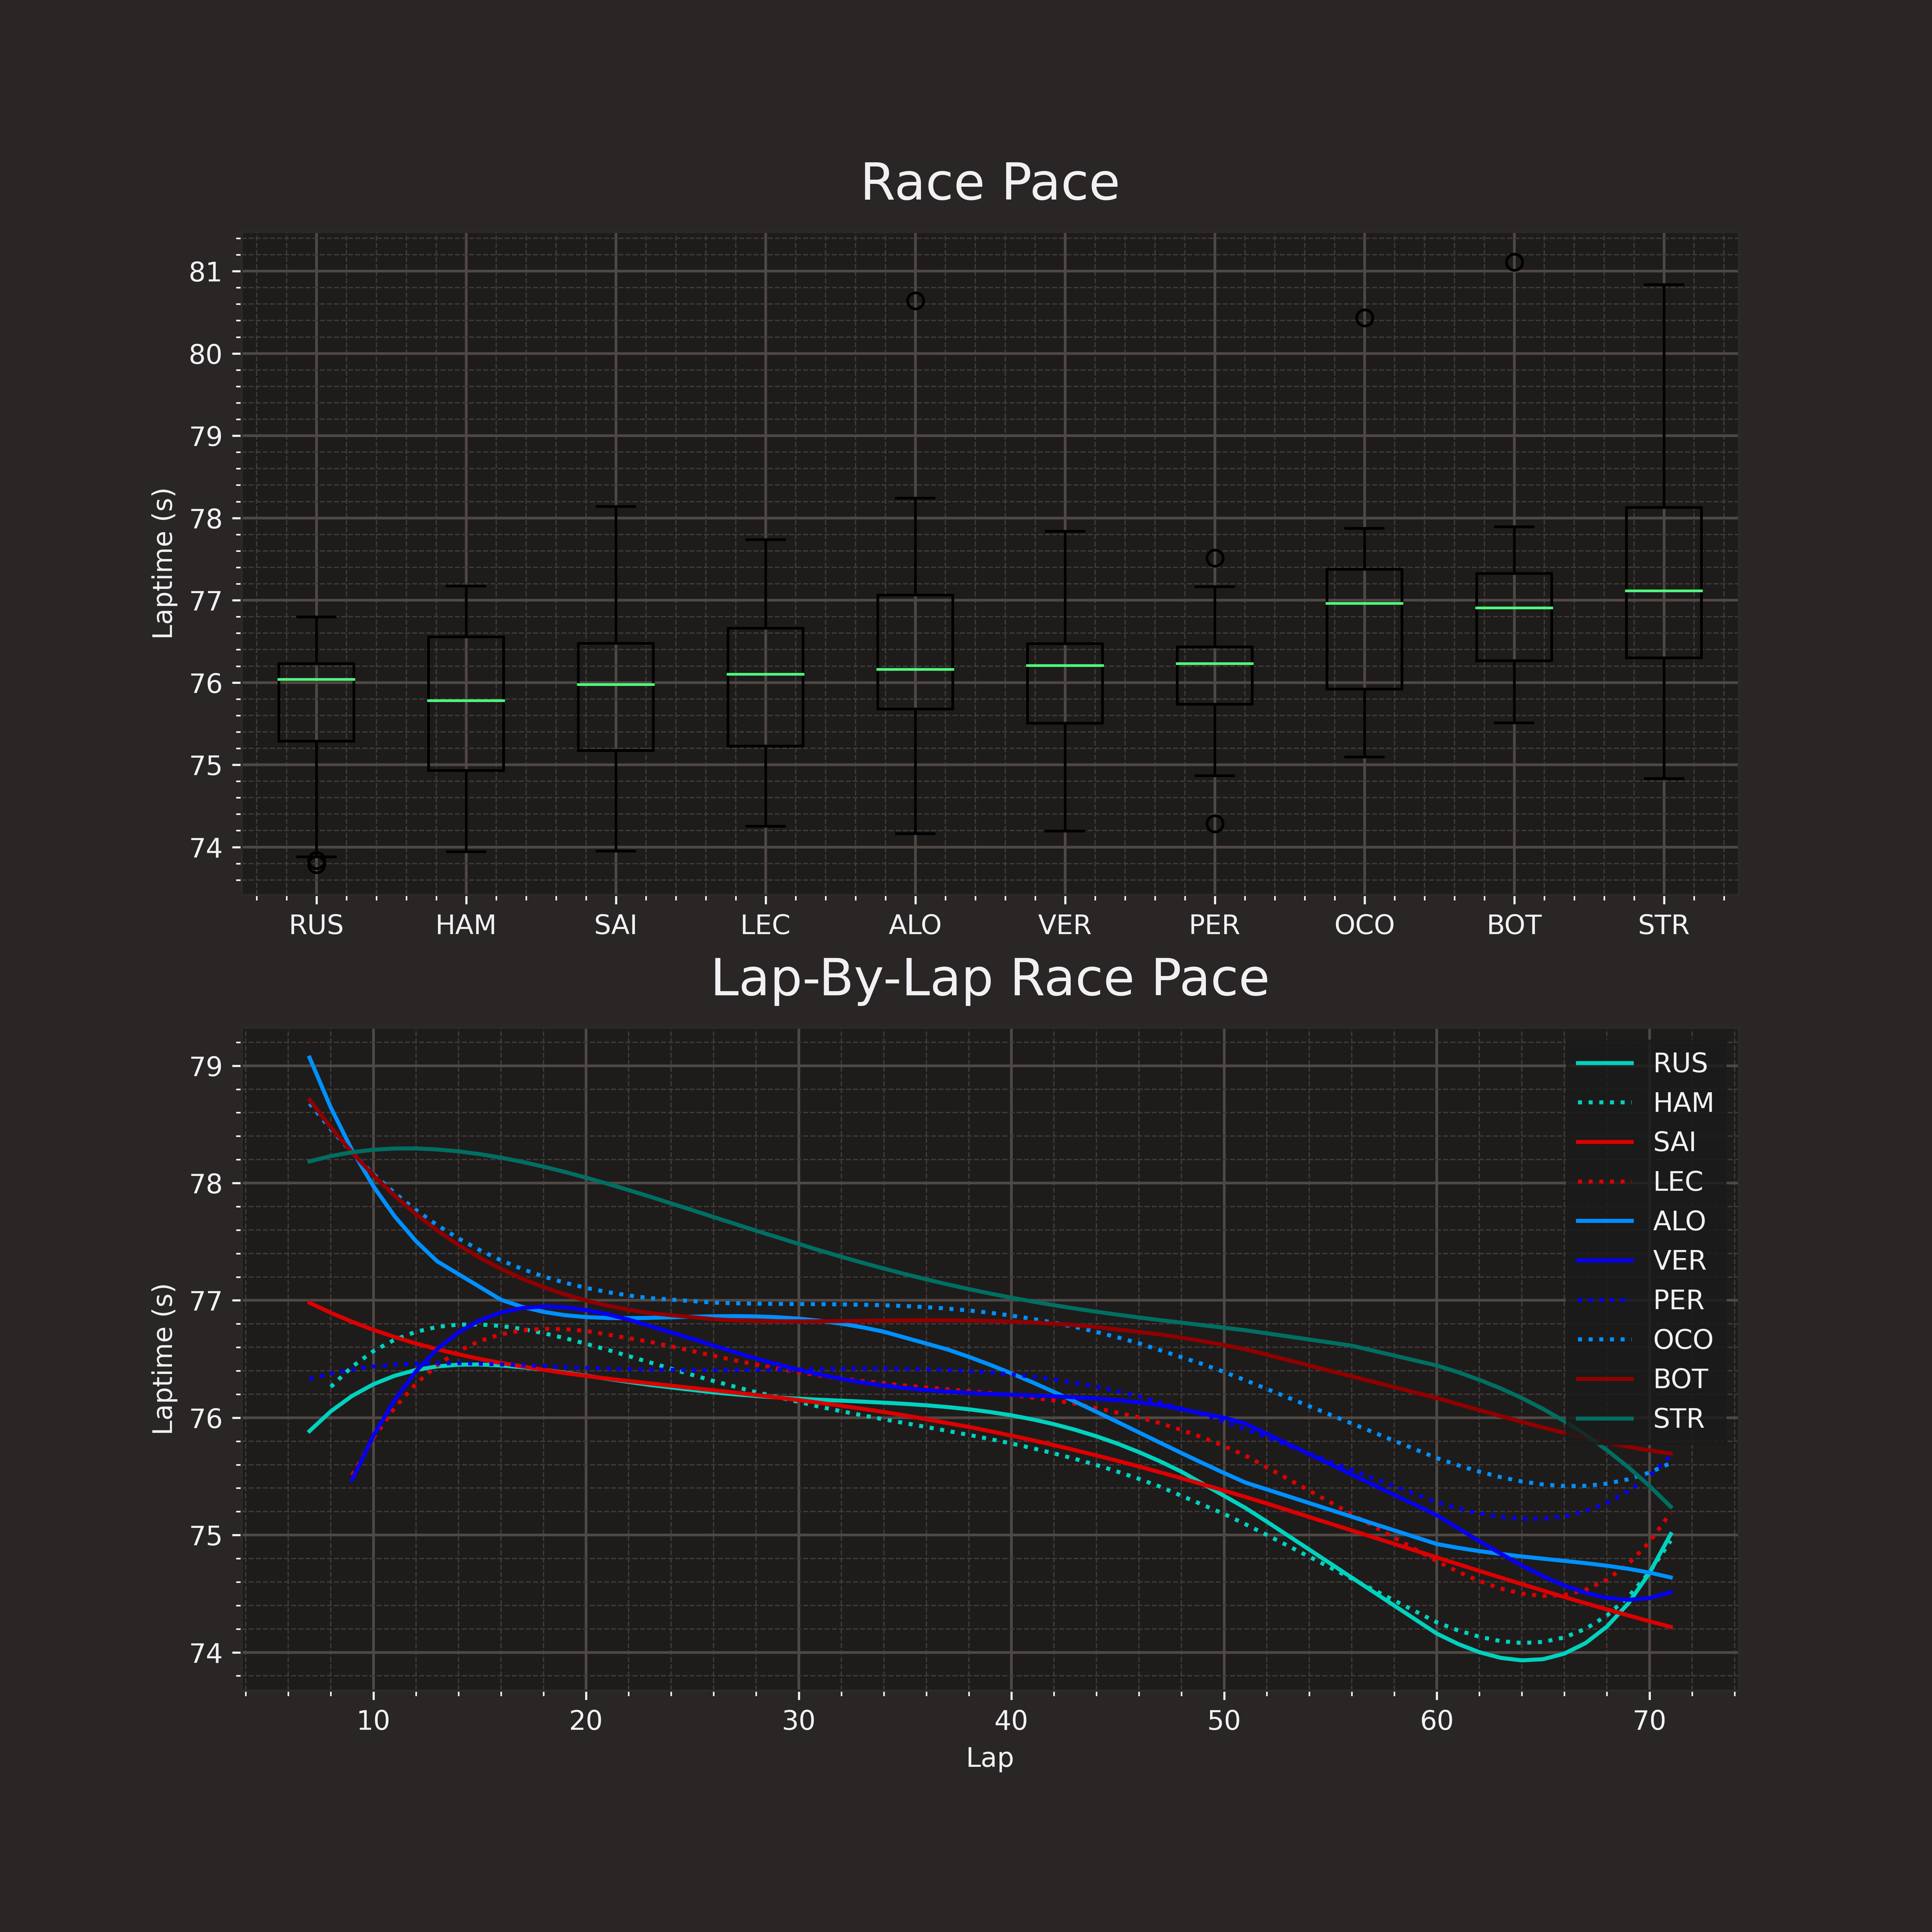 Race Pace
81
80
79
78
77
76
75
74
Laptime (s)
RUS HAM SAI LEC ALO VER PER OCO BOT STR
Lap-By-Lap Race Pace
79
78
77
76
75
74
Laptime (s)
RUS
HAM
SAI
LEC
ALO
VER
PER
OCO
BOT
STR
10 20 30 40 50 60 70
Lap